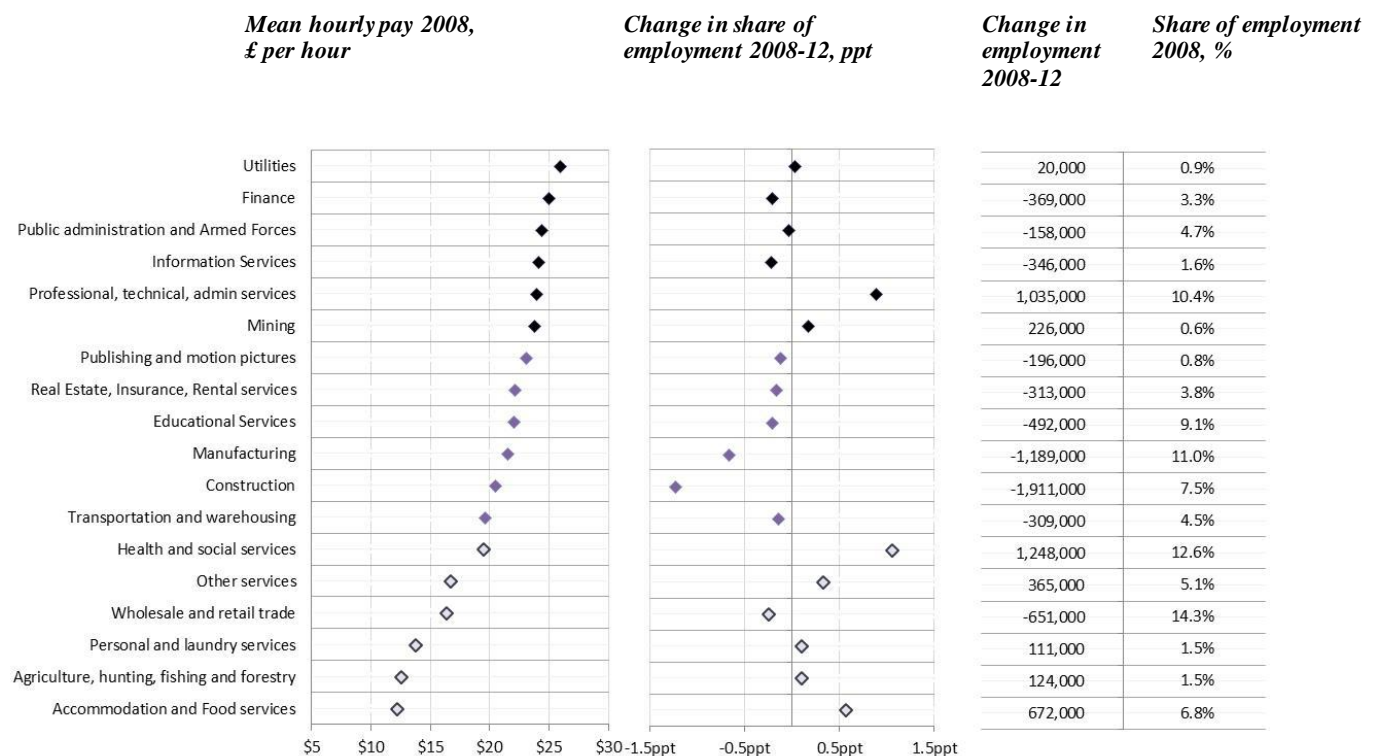 Mean hourly pay 2008,
£ per hour
Change in share of
employment 2008-12, ppt
Change in
employment
2008-12
Share of employment
2008, %
Utilities 20,000 0.9%
Finance -369,000 3.3%
Public administration and Armed Forces -158,000 4.7%
Information Services -346,000 1.6%
Professional, technical, admin services 1,035,000 10.4%
Mining 226,000 0.6%
Publishing and motion pictures -196,000 0.8%
Real Estate, Insurance, Rental services -313,000 3.8%
Educational Services -492,000 9.1%
Manufacturing -1,189,000 11.0%
Construction -1,911,000 7.5%
Transportation and warehousing -309,000 4.5%
Health and social services 1,248,000 12.6%
Other services 365,000 5.1%
Wholesale and retail trade -651,000 14.3%
Personal and laundry services 111,000 1.5%
Agriculture, hunting, fishing and forestry 124,000 1.5%
Accommodation and Food services 672,000 6.8%
$5 $10 $15 $20 $25 $30 -1.5ppt -0.5ppt 0.5ppt 1.5ppt